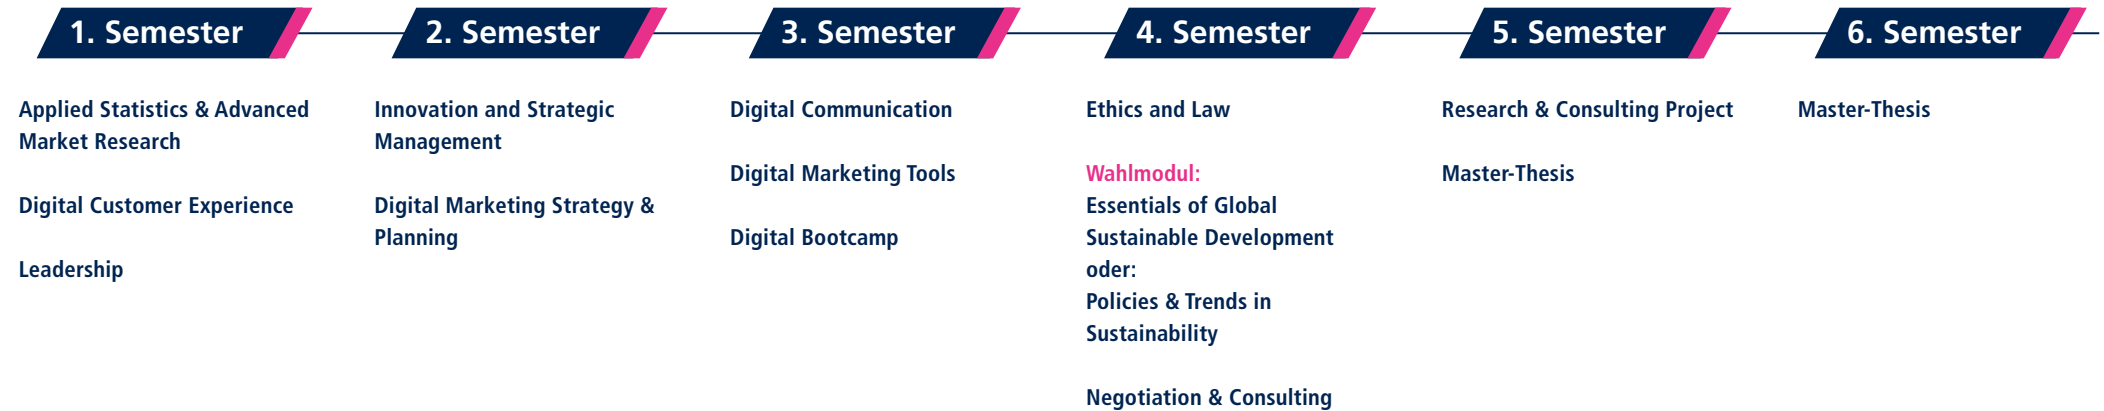 1. Semester
Applied Statistics & Advanced
Market Research
Digital Customer Experience
Leadership
2. Semester
Innovation and Strategic
Management
Digital Marketing Strategy &
Planning
3. Semester
Digital Communication
Digital Marketing Tools
Digital Bootcamp
4. Semester
Ethics and Law
Wahlmodul:
Essentials of Global
Sustainable Development
oder:
Policies & Trends in
Sustainability
Negotiation & Consulting
5. Semester
Research & Consulting Project
Master-Thesis
6. Semester
Master-Thesis